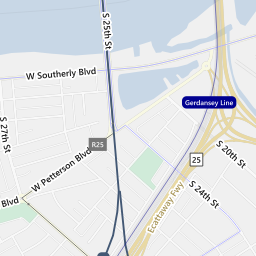 S 25th St
W Southerly Blvd
Gerdansey Line
S 27th St
R25
S 20th St
25
W Petterson Blvd
S 24th St
Blvd
Ecattaway Fwy